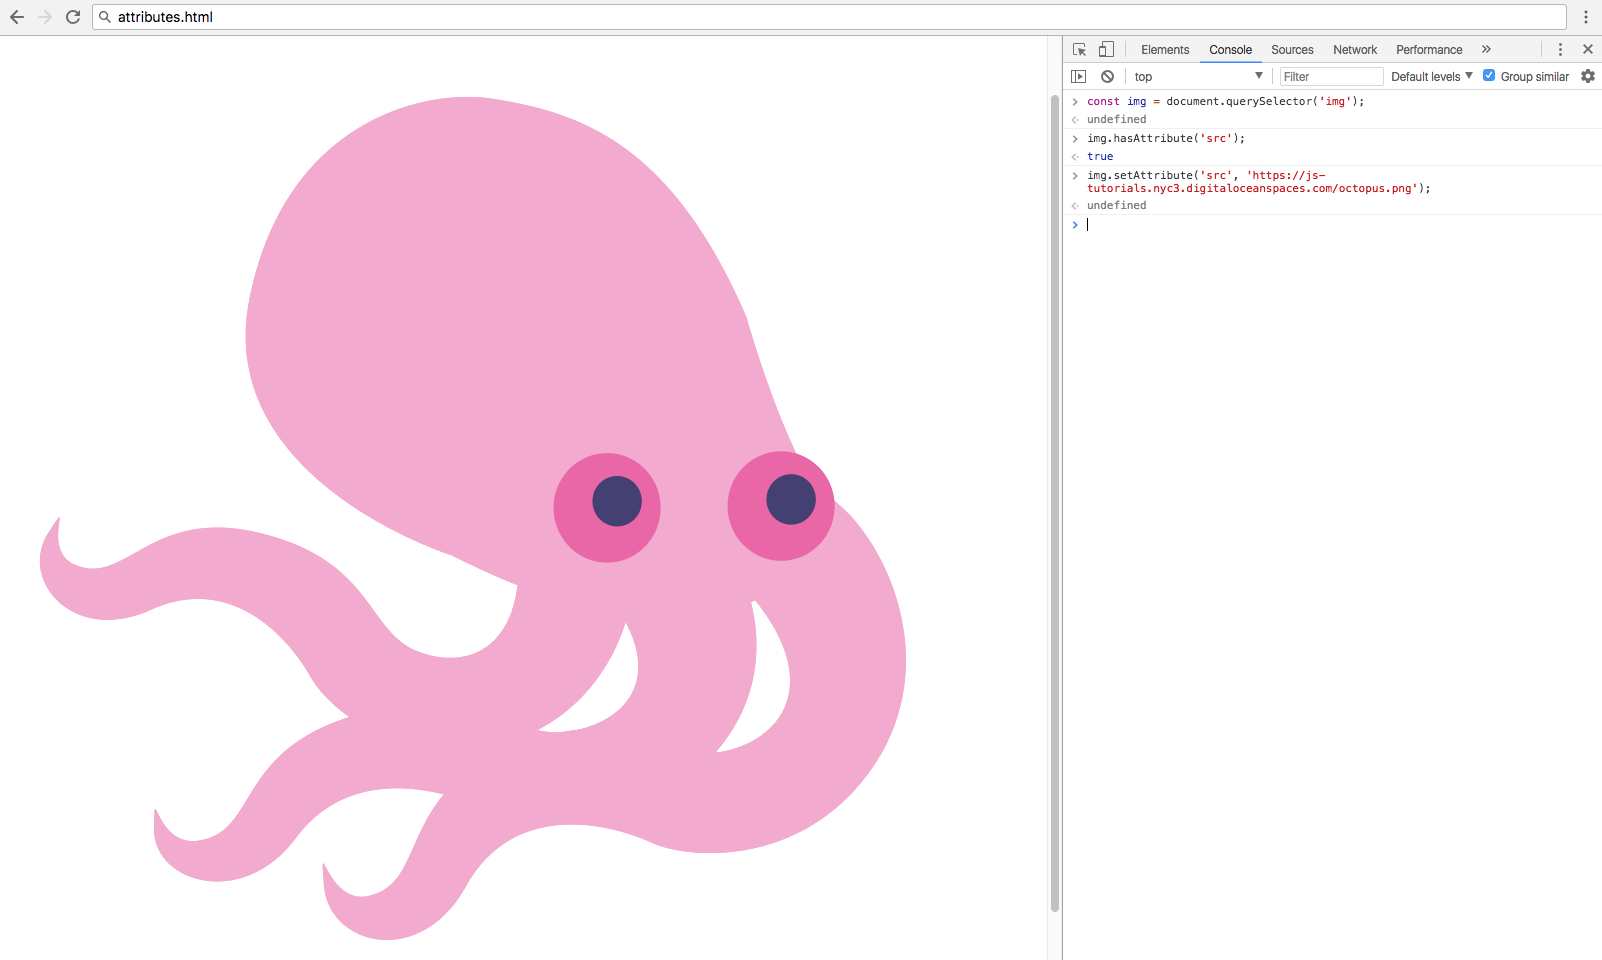 attributes.html
Elements Console Sources Network Performance »
top Filter Default levels Group similar
const img = document.querySelector('img');
undefined
img.hasAttribute('src');
true
img.setAttribute('src', 'https://js-
tutorials.nyc3.digitaloceanspaces.com/octopus.png');
undefined